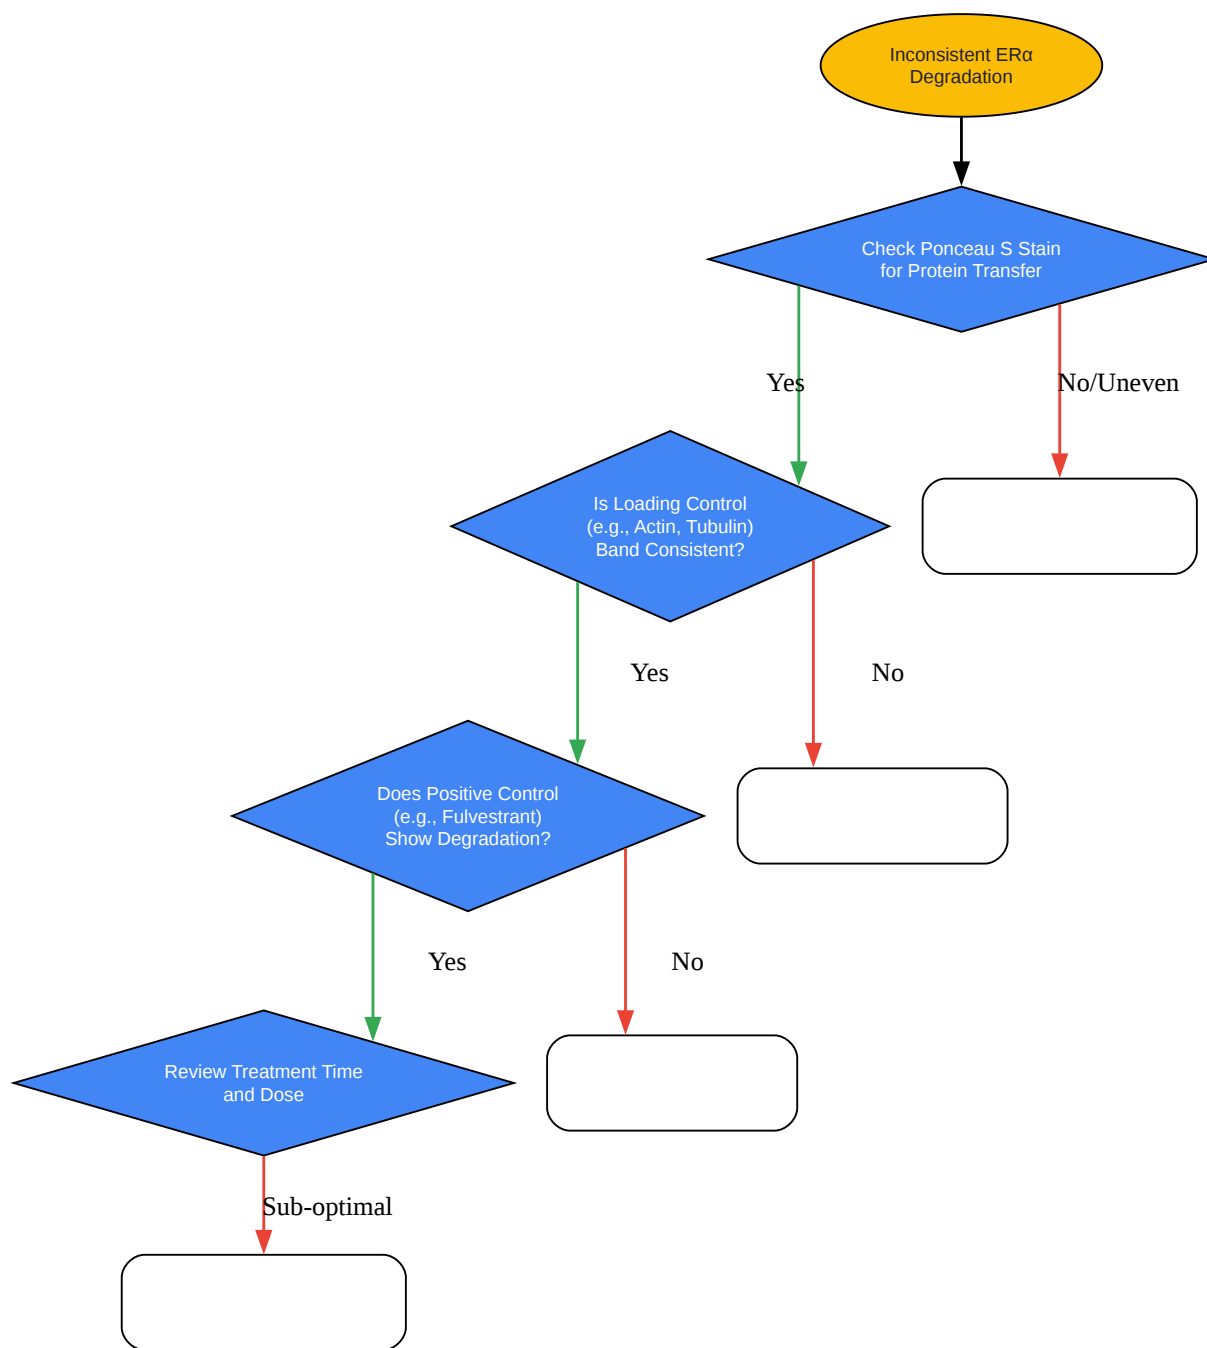 Inconsistent ERα
Degradation
Check Ponceau S Stain
for Protein Transfer
Yes
No/Uneven
Is Loading Control
(e.g., Actin, Tubulin)
Band Consistent?
Yes
No
Does Positive Control
(e.g., Fulvestrant)
Show Degradation?
Yes
No
Review Treatment Time
and Dose
Sub-optimal